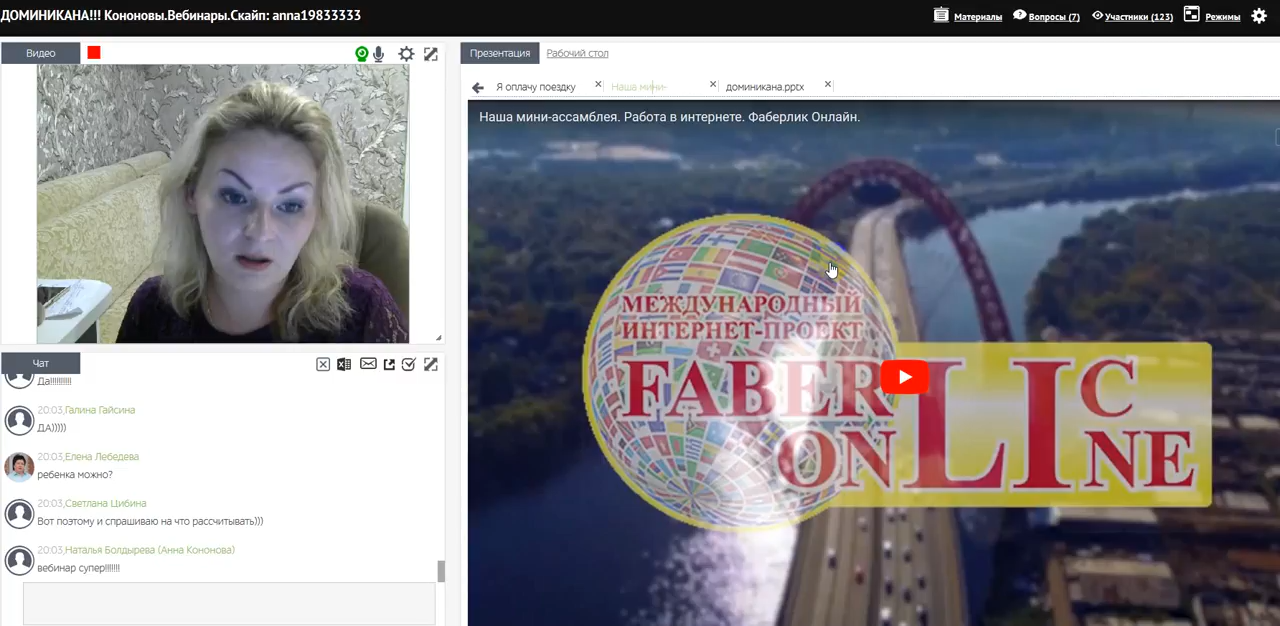 ДОМИНИКАНА!!! Кононовы.Вебинары.Скайп: anna19833333
Материалы
Вопросы (7)
Участники (123)
Режимы
Видео
Презентация
Рабочий стол
Я оплачу поездку
Наша мини-
доминикана.pptx
Наша мини-ассамблея. Работа в интернете. Фаберлик Онлайн.
МЕЖДУНАРОДНЫЙ
ИНТЕРНЕТ-ПРОЕКТ
FABERLIC
ONLINE
Чат
Да!!!!!!!!!!
20:03,Галина Гайсина
ДА)))))
20:03,Елена Лебедева
ребенка можно?
20:03,Светлана Цибина
Вот поэтому и спрашиваю на что рассчитывать)))
20:03,Наталья Болдырева (Анна Кононова)
вебинар супер!!!!!!!